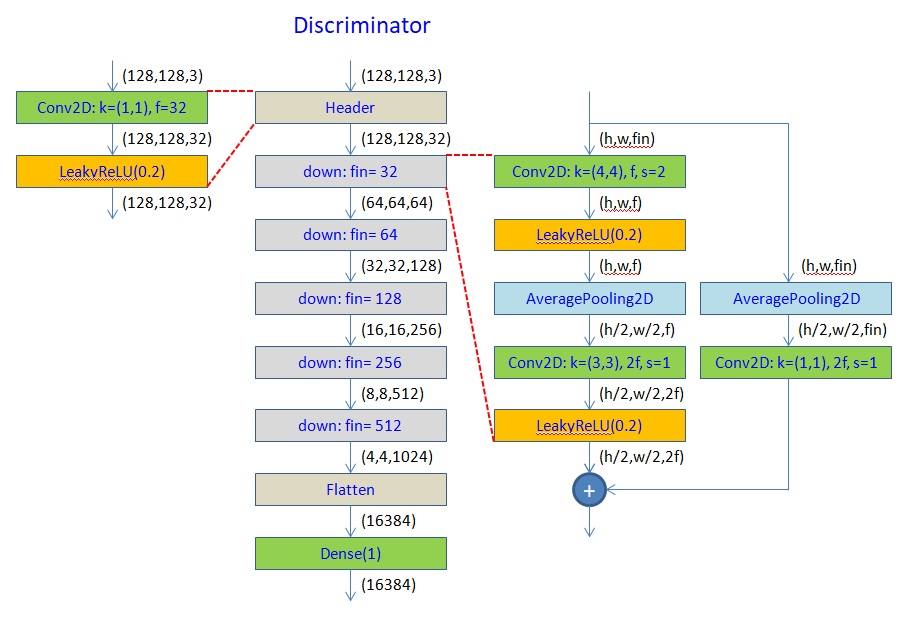 Discriminator
(128,128,3)
Conv2D: k=(1,1), f=32
(128,128,32)
LeakyReLU(0.2)
(128,128,32)
(128,128,3)
Header
(128,128,32)
down: fin= 32
(64,64,64)
down: fin= 64
(32,32,128)
down: fin= 128
(16,16,256)
down: fin= 256
(8,8,512)
down: fin= 512
(4,4,1024)
Flatten
(16384)
Dense(1)
(16384)
(h,w,fin)
Conv2D: k=(4,4), f, s=2
(h,w,f)
LeakyReLU(0.2)
(h,w,f)
AveragePooling2D
(h/2,w/2,f)
Conv2D: k=(3,3), 2f, s=1
(h/2,w/2,2f)
LeakyReLU(0.2)
(h/2,w/2,2f)
+
(h,w,fin)
AveragePooling2D
(h/2,w/2,fin)
Conv2D: k=(1,1), 2f, s=1